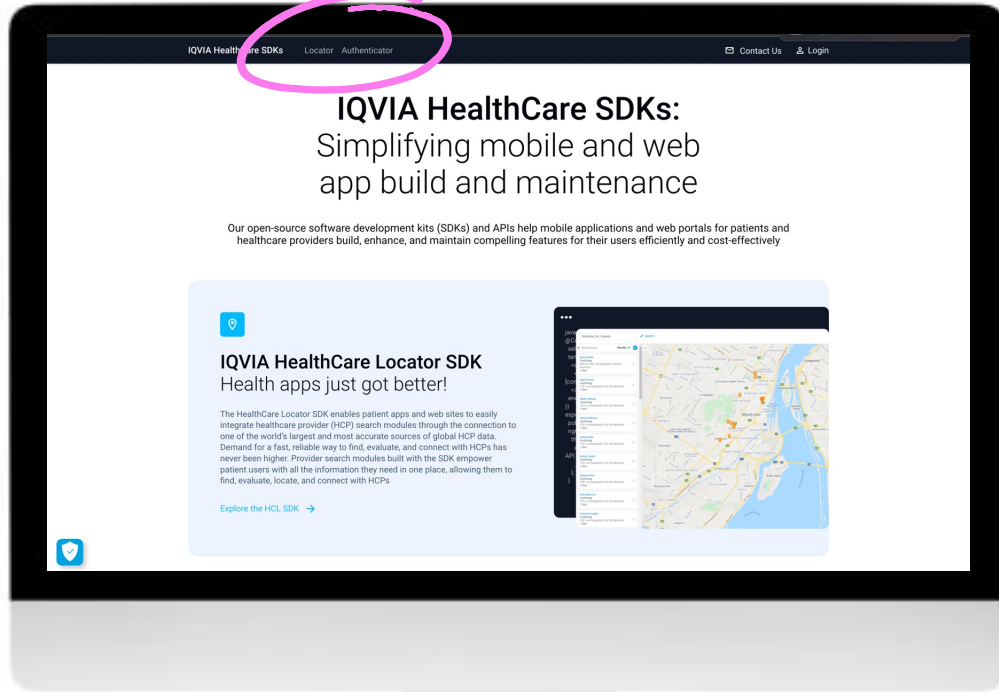 IQVIA HealthCare SDKs Locator Authenticator Contact Us Login
IQVIA HealthCare SDKs:
Simplifying mobile and web
app build and maintenance
Our open-source software development kits (SDKs) and APIs help mobile applications and web portals for patients and
healthcare providers build, enhance, and maintain compelling features for their users efficiently and cost-effectively
IQVIA HealthCare Locator SDK
Health apps just got better!
The HealthCare Locator SDK enables patient apps and web sites to easily
integrate healthcare provider (HCP) search modules through the connection to
one of the world's largest and most accurate sources of global HCP data.
Demand for a fast, reliable way to find, evaluate, and connect with HCPs has
never been higher. Provider search modules built with the SDK empower
patient users with all the information they need in one place, allowing them to
find, evaluate, locate, and connect with HCPs
Explore the HCL SDK
Montréal
API